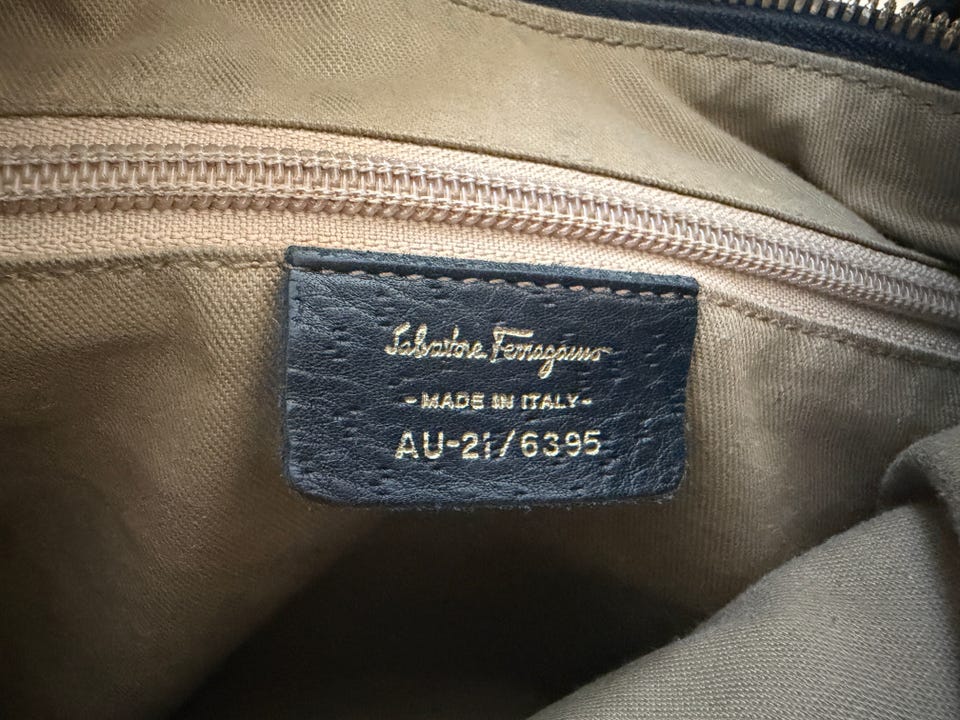 Salvatore Ferragamo
- MADE IN ITALY -
AU-21/6395